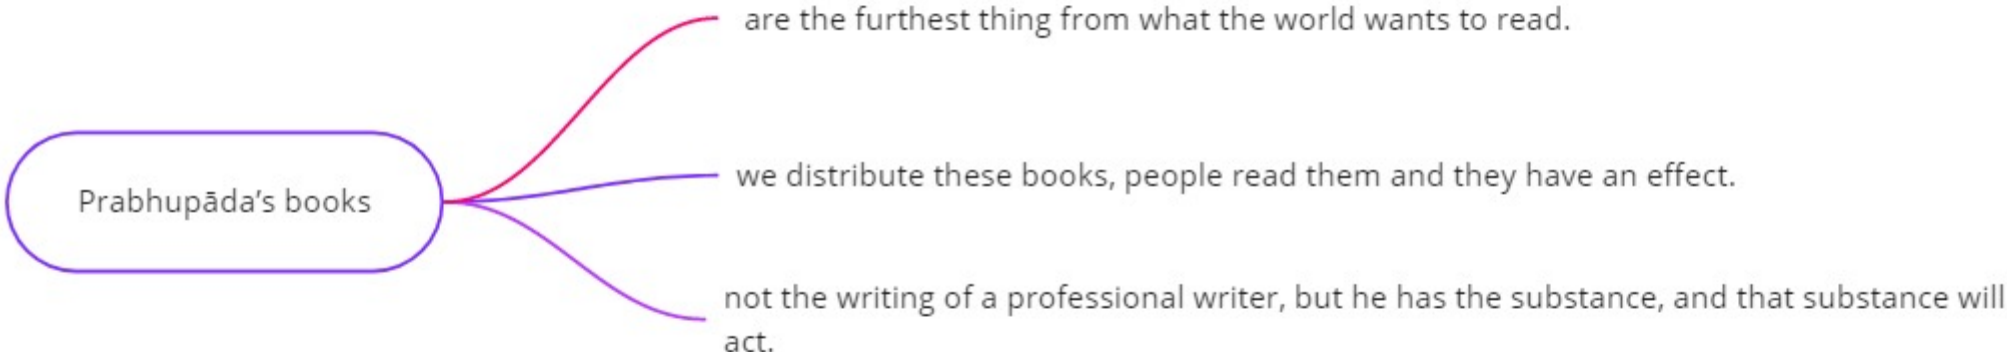 are the furthest thing from what the world wants to read.
we distribute these books, people read them and they have an effect.
Prabhupāda’s books
not the writing of a professional writer, but he has the substance, and that substance will
act.